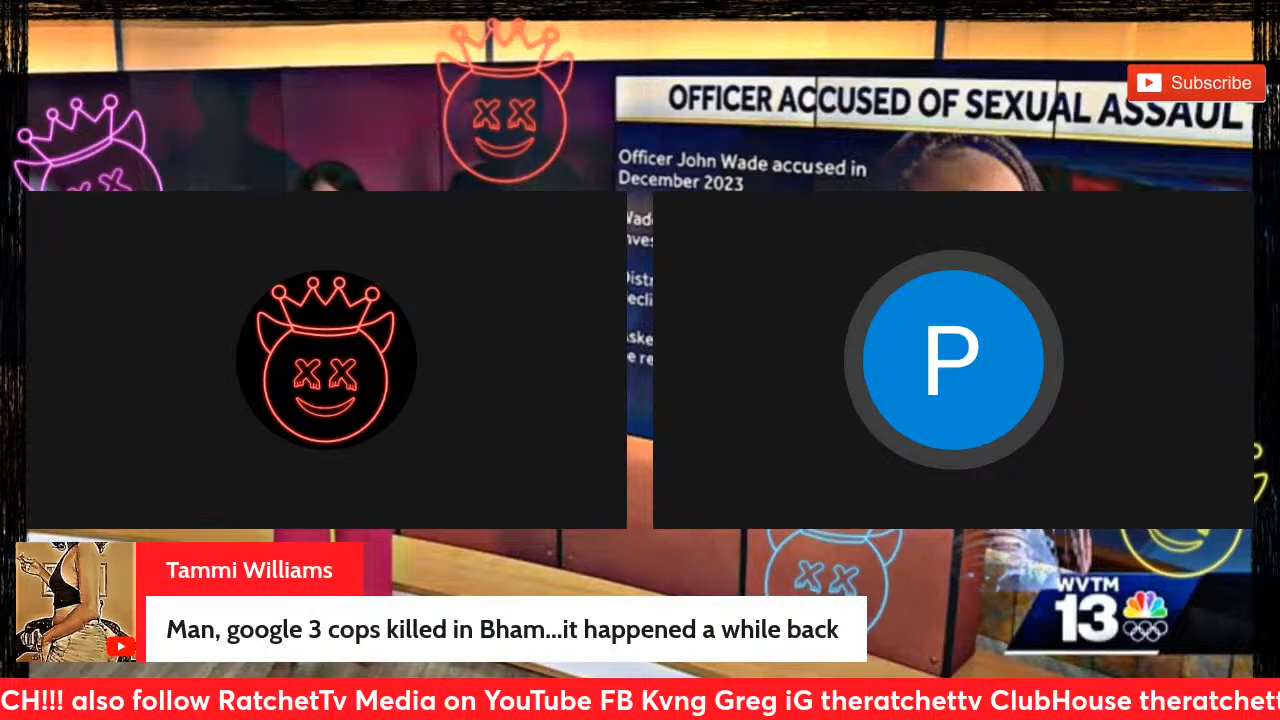 OFFICER ACCUSED OF SEXUAL ASSAUL
Subscribe
Officer John Wade accused in
December 2023
P
Tammi Williams
Man, google 3 cops killed in Bham...it happened a while back
WVTM
13
CH!!! also follow RatchetTv Media on YouTube FB Kvng Greg iG theratchettv ClubHouse theratchet